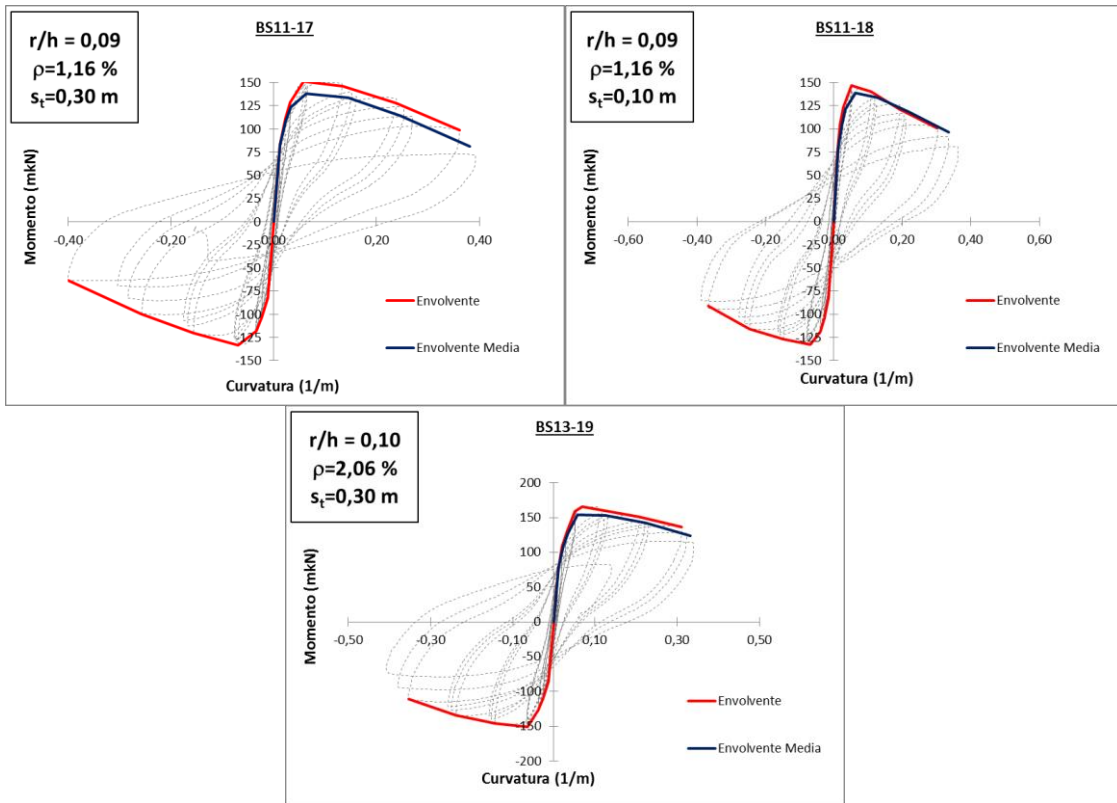 r/h = 0,09
ρ=1,16 %
st=0,30 m
BS11-17
Momento (mkN)
150
125
100
75
50
25
0
-25
-50
-75
-100
-125
-150
-0,40
-0,20
0,00
0,20
0,40
Envolvente
Envolvente Media
Curvatura (1/m)
r/h = 0,09
ρ=1,16 %
st=0,10 m
BS11-18
Momento (mkN)
150
125
100
75
50
25
0
-25
-50
-75
-100
-125
-150
-0,60
-0,40
-0,20
0,00
0,20
0,40
0,60
Envolvente
Envolvente Media
Curvatura (1/m)
r/h = 0,10
ρ=2,06 %
st=0,30 m
BS13-19
Momento (mkN)
200
150
100
50
0
-50
-100
-150
-200
-0,50
-0,30
-0,10
0,10
0,30
0,50
Envolvente
Envolvente Media
Curvatura (1/m)